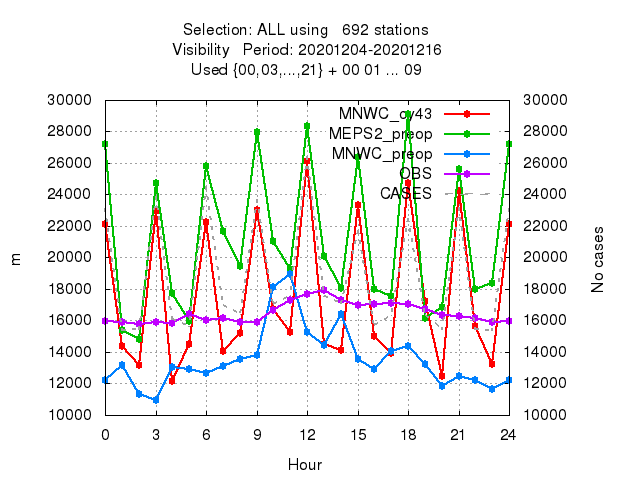 Selection: ALL using 692 stations
Visibility Period: 20201204-20201216
Used {00,03,...,21} + 00 01 ... 09
30000 30000
MNWC_cy43
28000 28000
MEPS2_preop
MNWC_preop
26000 26000
OBS
24000 24000
CASES
22000 22000
20000 20000
m No cases
18000 18000
16000 16000
14000 14000
12000 12000
10000 10000
0 3 6 9 12 15 18 21 24
Hour